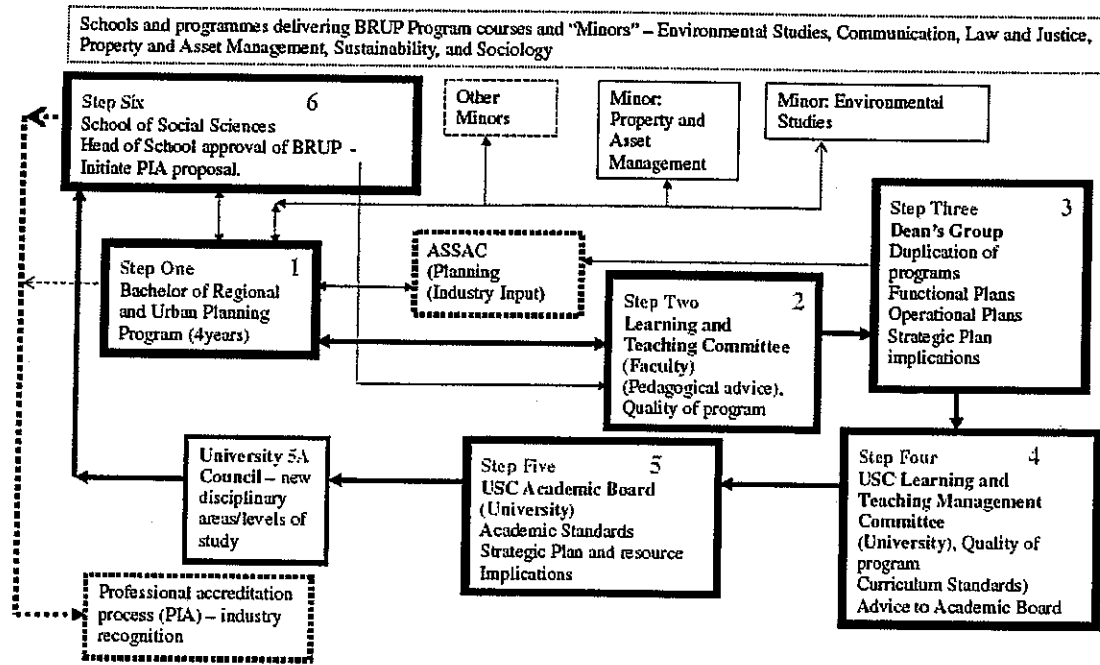 Schools and programmes delivering BRUP Program courses and "Minors" – Environmental Studies, Communication, Law and Justice,
Property and Asset Management, Sustainability, and Sociology
Step Six 6
School of Social Sciences
Head of School approval of BRUP -
Initiate PIA proposal.
Other
Minors
Minor:
Property and
Asset
Management
Minor: Environmental
Studies
Step Three 3
Dean's Group
Duplication of
programs
Functional Plans
Operational Plans
Strategic Plan
implications
Step One 1
Bachelor of Regional
and Urban Planning
Program (4years)
ASSAC
(Planning
(Industry Input)
Step Two 2
Learning and
Teaching Committee
(Faculty)
(Pedagogical advice),
Quality of program
University 5A
Council – new
disciplinary
areas/levels of
study
Step Five 5
USC Academic Board
(University)
Academic Standards
Strategic Plan and resource
Implications
Step Four 4
USC Learning and
Teaching Management
Committee
(University), Quality of
program
Curriculum Standards)
Advice to Academic Board
Professional accreditation
process (PIA) – industry
recognition